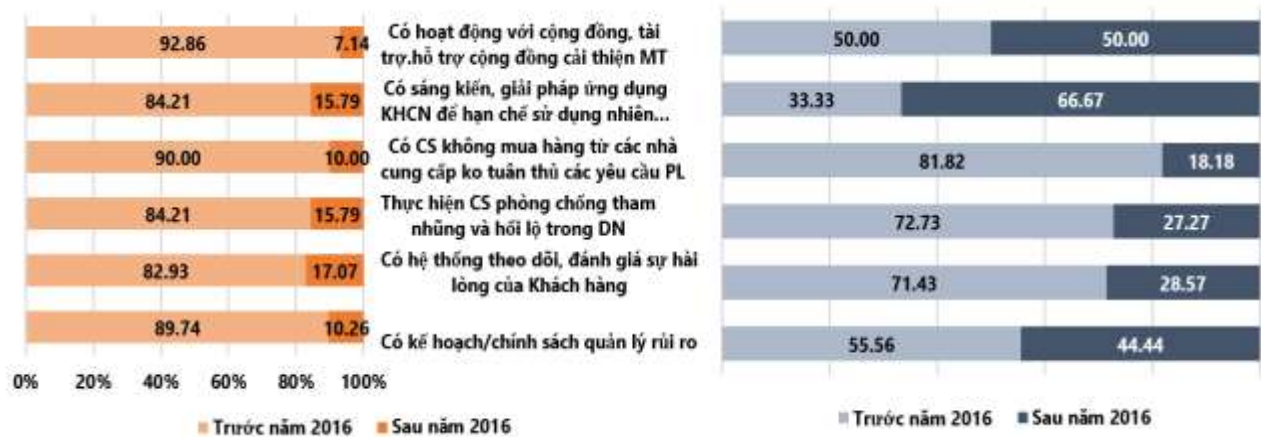 92.86 7.14
Có hoạt động với cộng đồng, tài
trợ.hỗ trợ cộng đồng cải thiện MT
50.00 50.00
84.21 15.79
Có sáng kiến, giải pháp ứng dụng
KHCN để hạn chế sử dụng nhiên...
33.33 66.67
90.00 10.00
Có CS không mua hàng từ các nhà
cung cấp ko tuân thủ các yêu cầu PL
81.82 18.18
84.21 15.79
Thực hiện CS phòng chống tham
nhũng và hối lộ trong DN
72.73 27.27
82.93 17.07
Có hệ thống theo dõi, đánh giá sự hài
lòng của Khách hàng
71.43 28.57
89.74 10.26
Có kế hoạch/chính sách quản lý rủi ro
55.56 44.44
0% 20% 40% 60% 80% 100%
Trước năm 2016 Sau năm 2016
Trước năm 2016 Sau năm 2016